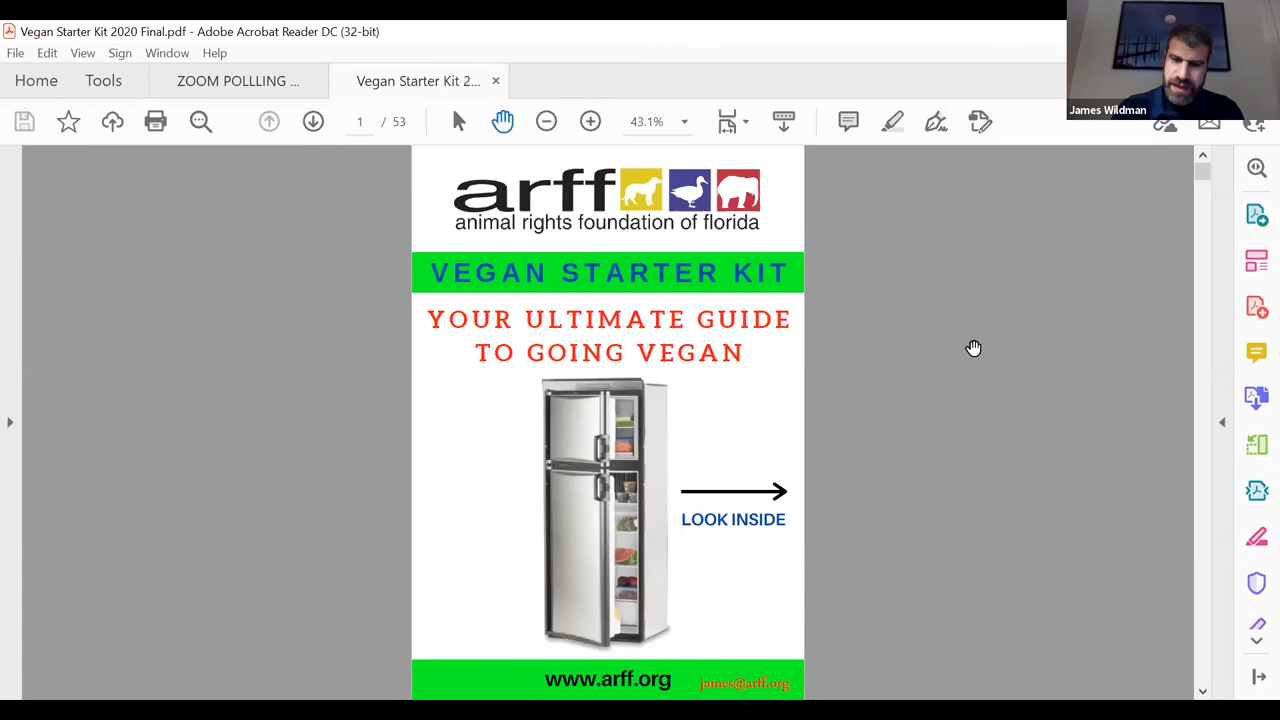 Vegan Starter Kit 2020 Final.pdf - Adobe Acrobat Reader DC (32-bit)
File Edit View Sign Window Help
Home Tools ZOOM POLLLING ... Vegan Starter Kit 2... ×
1 / 53 43.1%
James Wildman
arff
animal rights foundation of florida
VEGAN STARTER KIT
YOUR ULTIMATE GUIDE
TO GOING VEGAN
LOOK INSIDE
www.arff.org james@arff.org